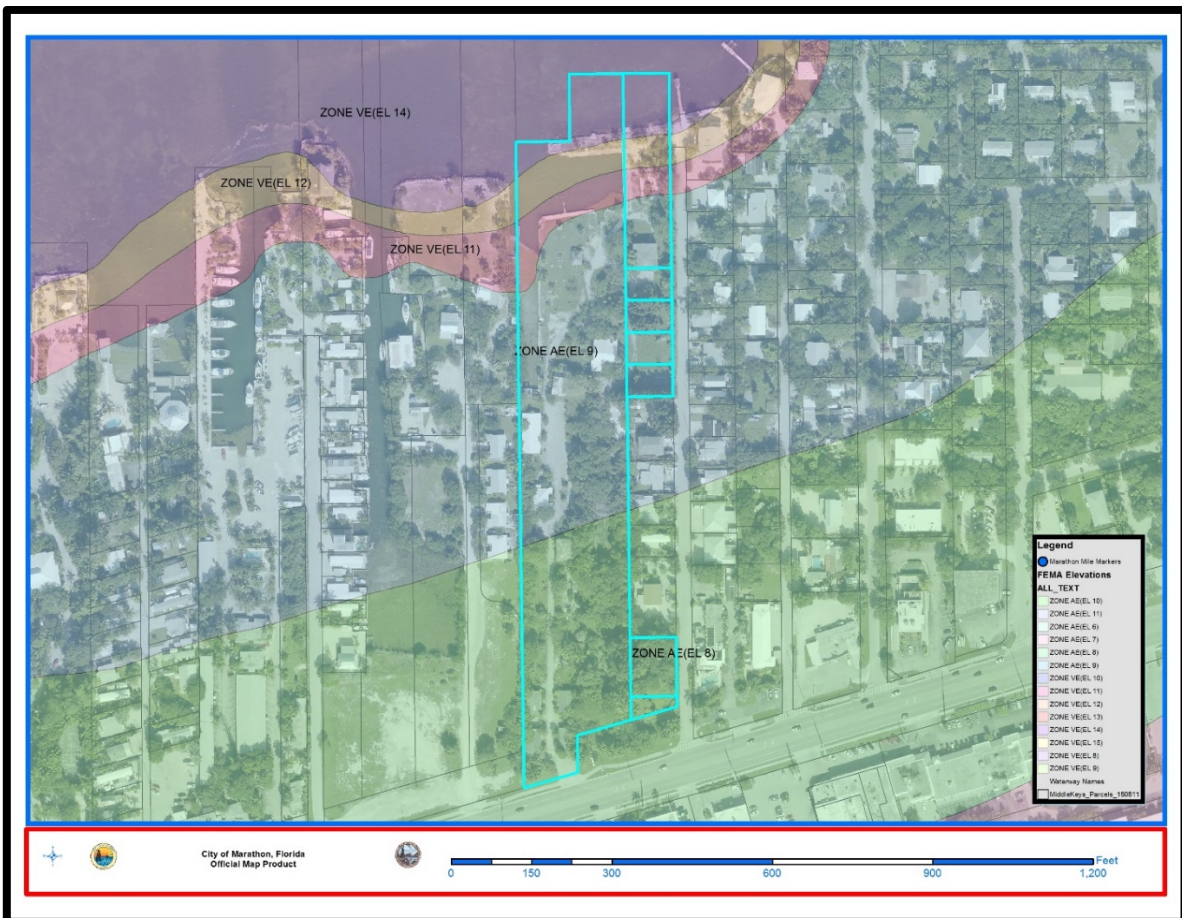 ZONE VE(EL 14)
ZONE VE(EL 12)
ZONE VE(EL 11)
ZONE AE(EL 9)
ZONE AE(EL 8)
Legend
Marathon Mile Markers
FEMA Elevations
ALL_TEXT
ZONE AE(EL 10)
ZONE AE(EL 11)
ZONE AE(EL 6)
ZONE AE(EL 7)
ZONE AE(EL 8)
ZONE AE(EL 9)
ZONE VE(EL 10)
ZONE VE(EL 11)
ZONE VE(EL 12)
ZONE VE(EL 13)
ZONE VE(EL 14)
ZONE VE(EL 15)
ZONE VE(EL 8)
ZONE VE(EL 9)
Waterway Names
MiddleKeys_Parcels_150511
City of Marathon, Florida
Official Map Product
Feet
0 150 300 600 900 1,200